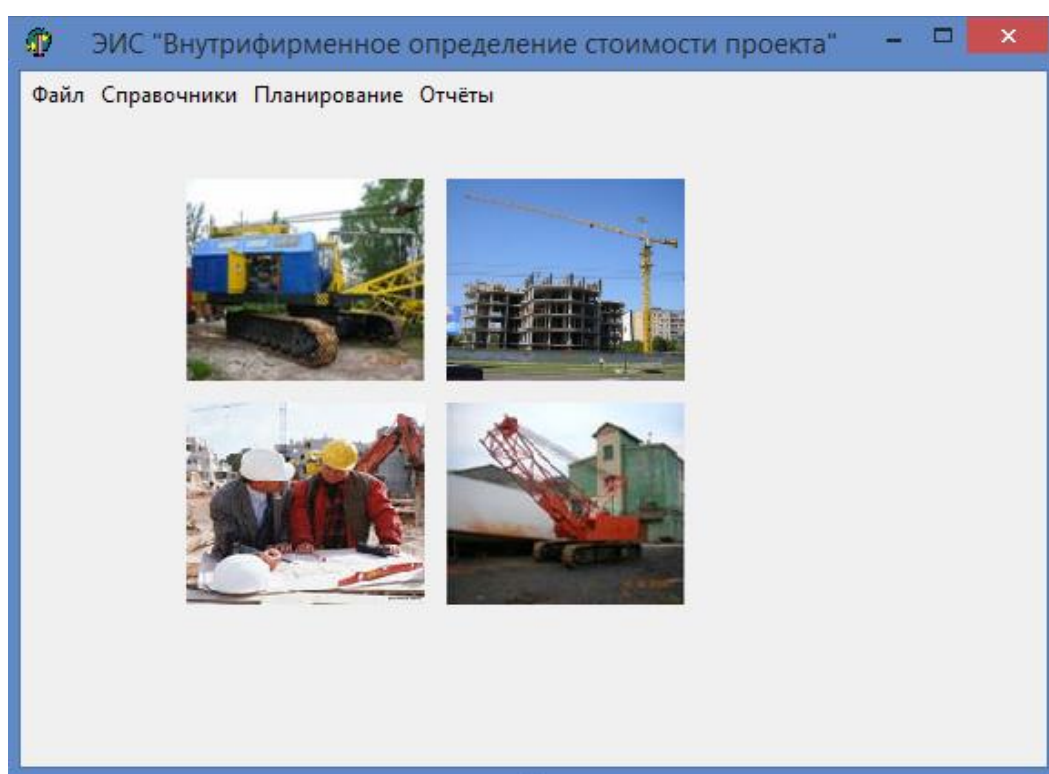 ЭИС "Внутрифирменное определение стоимости проекта"
Файл Справочники Планирование Отчёты